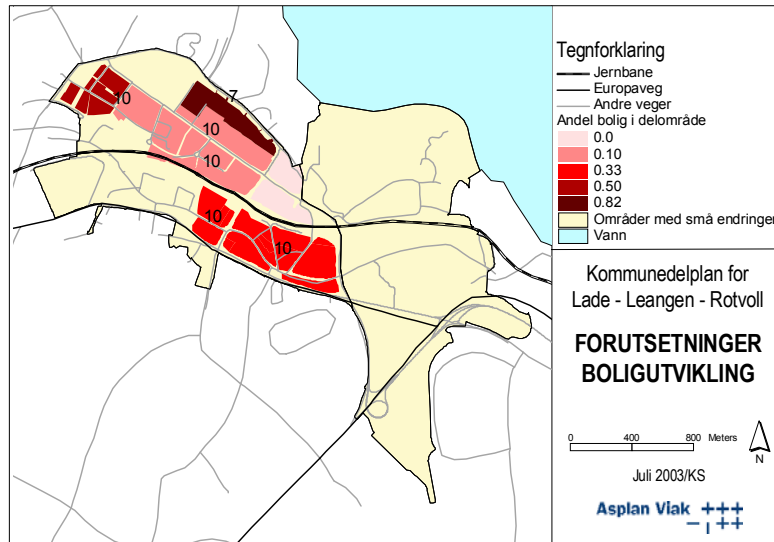 Tegnforklaring
Jernbane
Europaveg
Andre veger
Andel bolig i delområde
0.0
0.10
0.33
0.50
0.82
Områder med små endringer
Vann
10
7
10
10
10
10
Kommunedelplan for
Lade - Leangen - Rotvoll
FORUTSETNINGER
BOLIGUTVIKLING
0 400 800 Meters
N
Juli 2003/KS
Asplan Viak